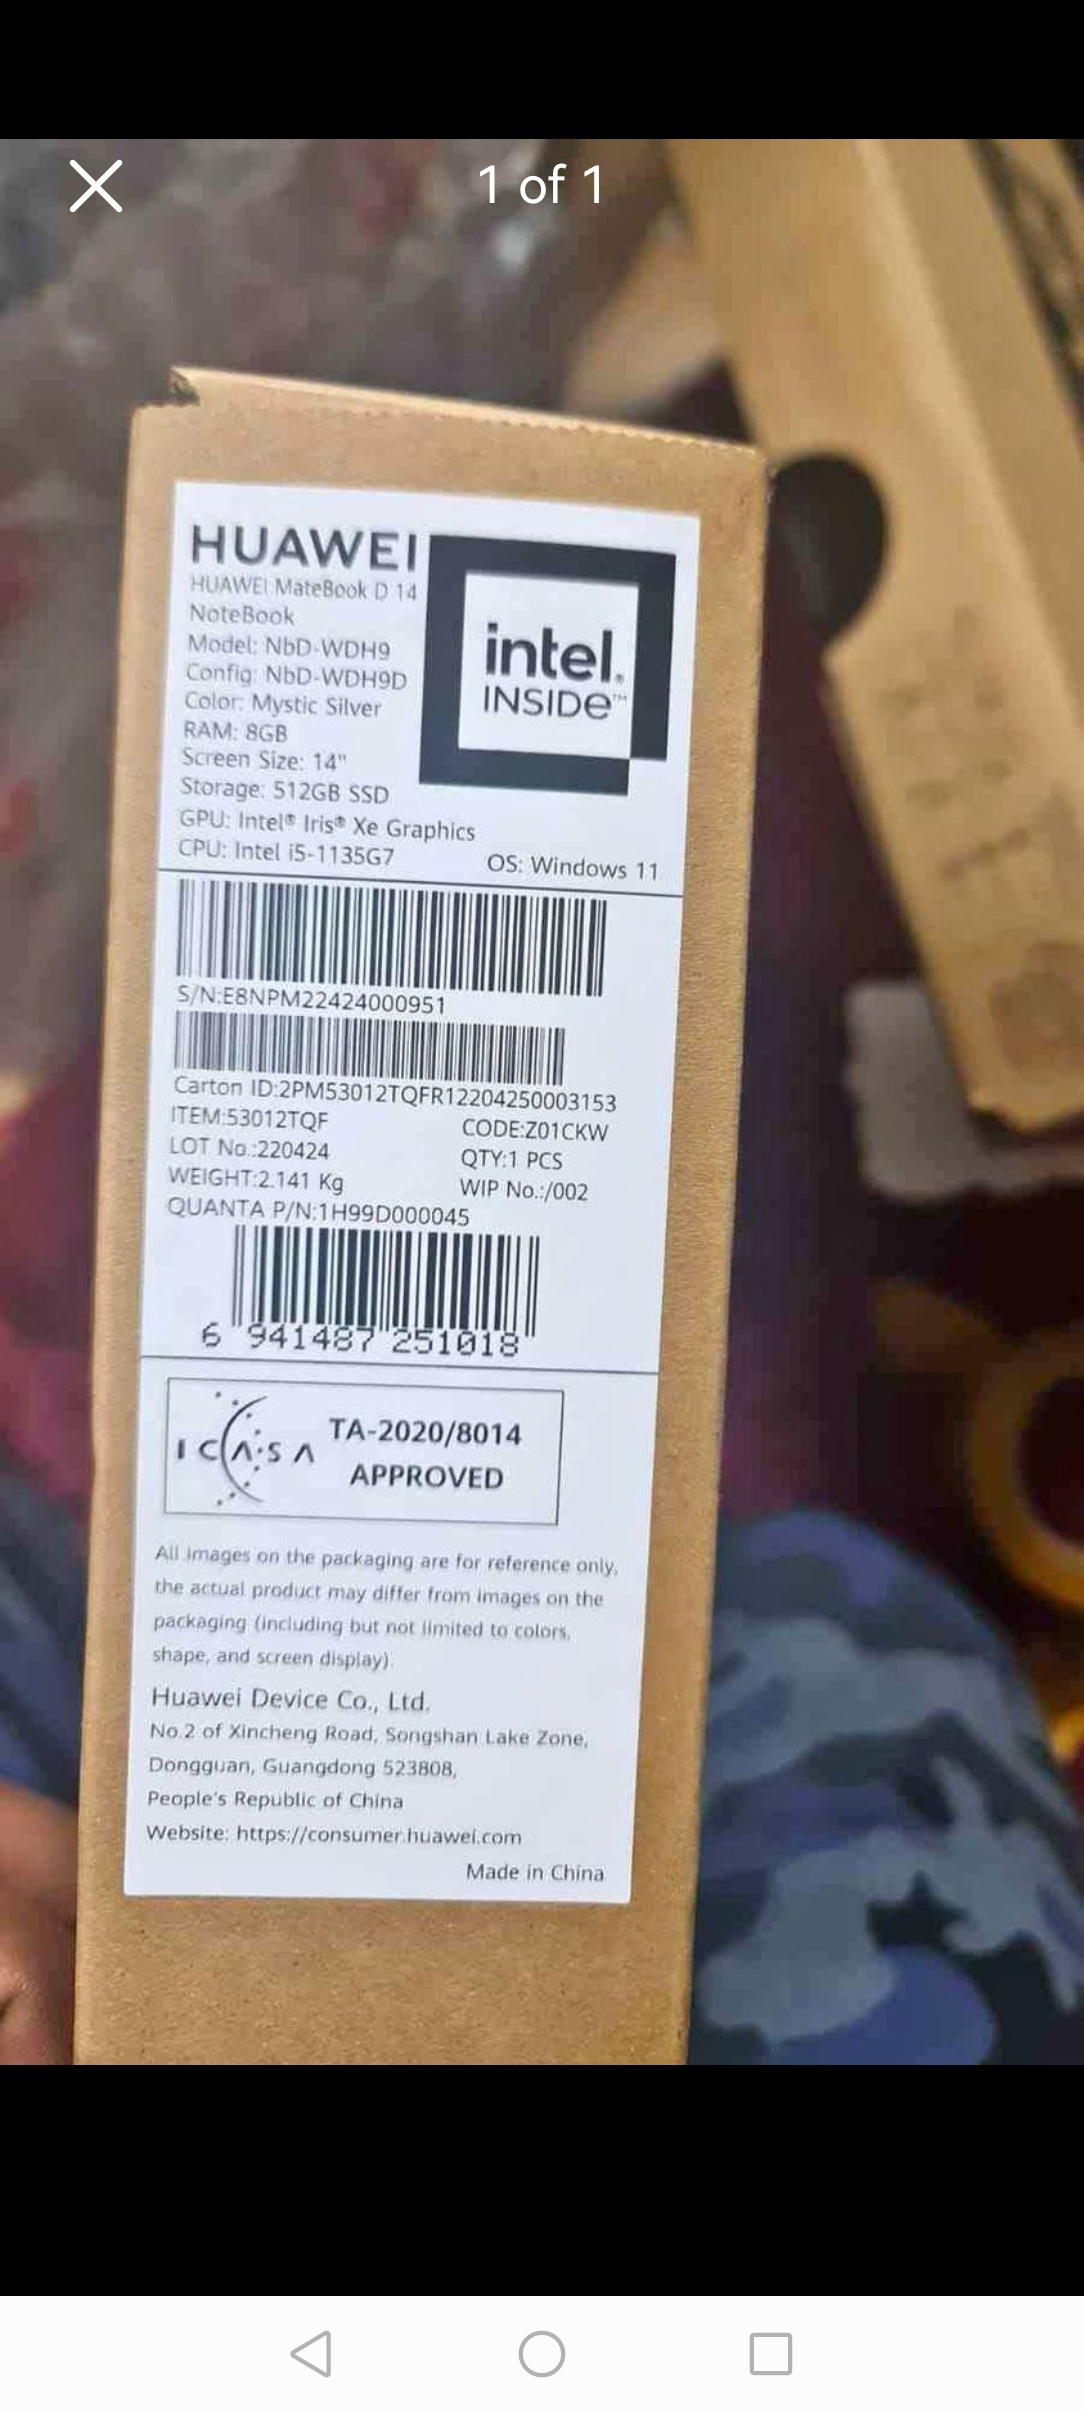 1 of 1
HUAWEI
HUAWEI MateBook D 14
NoteBook
Model: NbD-WDH9
Config: NbD-WDH9D
Color: Mystic Silver
RAM: 8GB
Screen Size: 14"
Storage: 512GB SSD
GPU: Intel® Iris® Xe Graphics
CPU: Intel i5-1135G7
OS: Windows 11
intel®
INSIDe™
S/N:E8NPM22424000951
Carton ID:2PM53012TQFR12204250003153
ITEM:53012TQF
CODE:Z01CKW
LOT No.:220424
QTY:1 PCS
WEIGHT:2.141 Kg
WIP No.:/002
QUANTA P/N:1H99D000045
6 941487 251018
ICASA
TA-2020/8014
APPROVED
All images on the packaging are for reference only,
the actual product may differ from images on the
packaging (including but not limited to colors,
shape, and screen display).
Huawei Device Co., Ltd.
No.2 of Xincheng Road, Songshan Lake Zone,
Dongguan, Guangdong 523808,
People's Republic of China
Website: https://consumer.huawei.com
Made in China